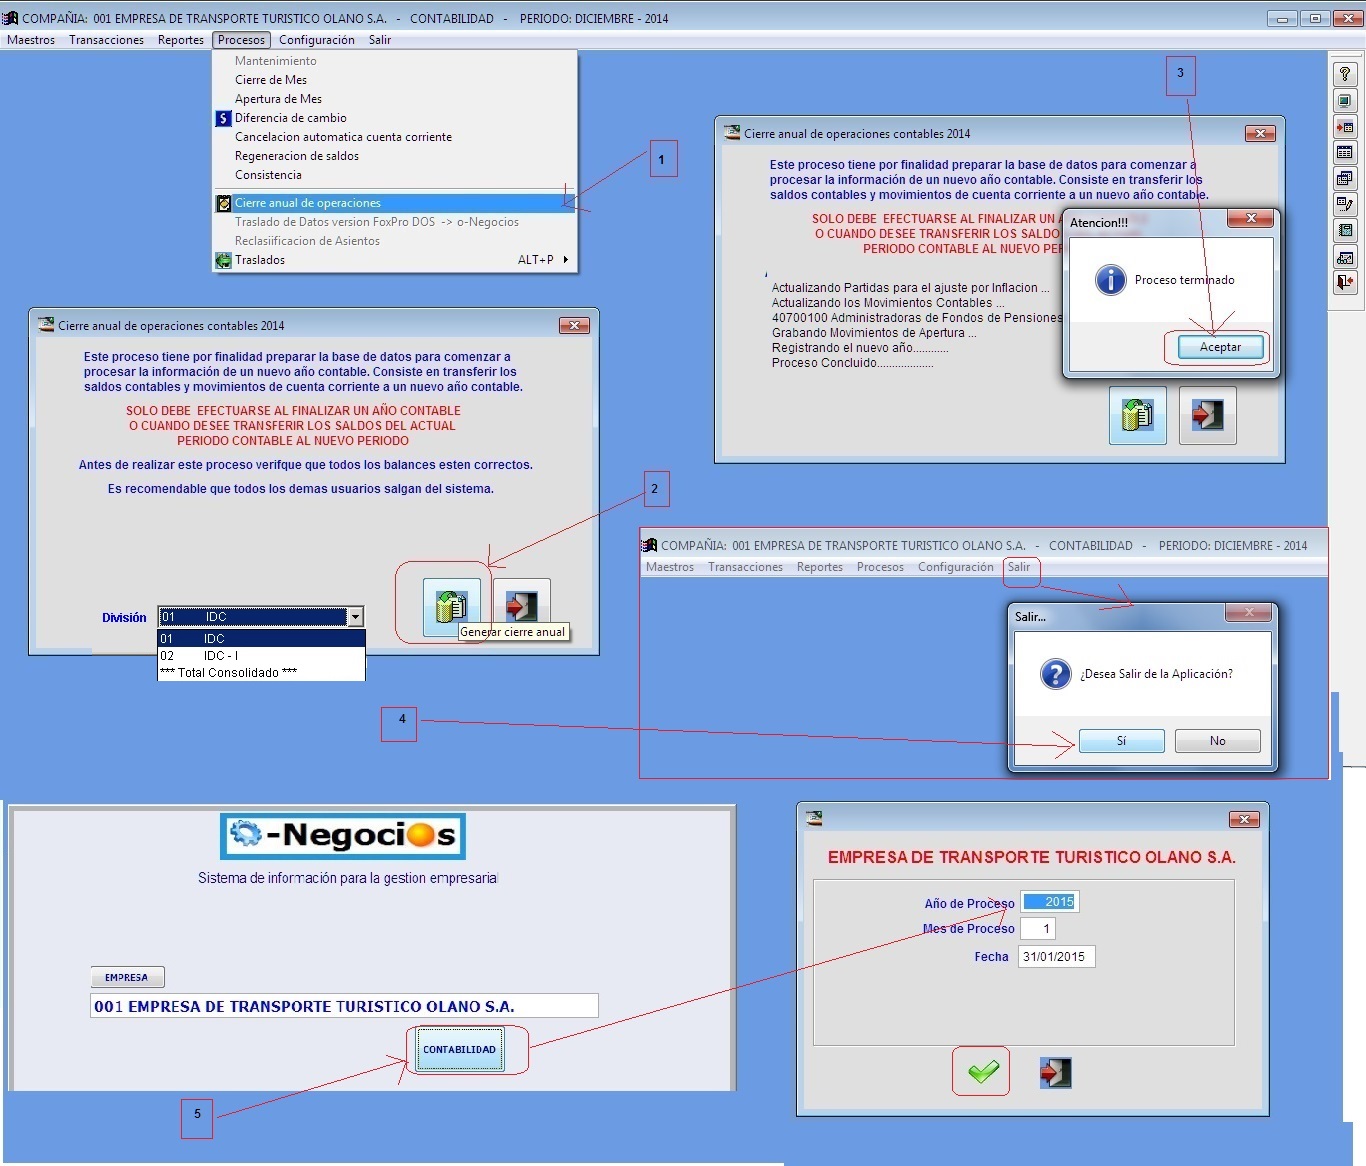 COMPAÑIA: 001 EMPRESA DE TRANSPORTE TURISTICO OLANO S.A. - CONTABILIDAD - PERIODO: DICIEMBRE - 2014
Maestros Transacciones Reportes Procesos Configuración Salir
Mantenimiento
Cierre de Mes
Apertura de Mes
Diferencia de cambio
Cancelacion automatica cuenta corriente
Regeneracion de saldos
Consistencia
Cierre anual de operaciones
Traslado de Datos version FoxPro DOS -> o-Negocios
Reclasiificacion de Asientos
Traslados ALT+P
1
3
Cierre anual de operaciones contables 2014
Este proceso tiene por finalidad preparar la base de datos para comenzar a
procesar la información de un nuevo año contable. Consiste en transferir los
saldos contables y movimientos de cuenta corriente a un nuevo año contable.
SOLO DEBE EFECTUARSE AL FINALIZAR UN A
O CUANDO DESEE TRANSFERIR LOS SALDO
PERIODO CONTABLE AL NUEVO PER
Actualizando Partidas para el ajuste por Inflacion ...
Actualizando los Movimientos Contables ...
40700100 Administradoras de Fondos de Pensiones
Grabando Movimientos de Apertura ...
Registrando el nuevo año............
Proceso Concluido...................
Atencion!!!
Proceso terminado
Aceptar
Cierre anual de operaciones contables 2014
Este proceso tiene por finalidad preparar la base de datos para comenzar a
procesar la información de un nuevo año contable. Consiste en transferir los
saldos contables y movimientos de cuenta corriente a un nuevo año contable.
SOLO DEBE EFECTUARSE AL FINALIZAR UN AÑO CONTABLE
O CUANDO DESEE TRANSFERIR LOS SALDOS DEL ACTUAL
PERIODO CONTABLE AL NUEVO PERIODO
Antes de realizar este proceso verifque que todos los balances esten correctos.
Es recomendable que todos los demas usuarios salgan del sistema.
División 01 IDC
01 IDC
02 IDC - I
*** Total Consolidado ***
Generar cierre anual
2
COMPAÑIA: 001 EMPRESA DE TRANSPORTE TURISTICO OLANO S.A. - CONTABILIDAD - PERIODO: DICIEMBRE - 2014
Maestros Transacciones Reportes Procesos Configuración Salir
Salir...
¿Desea Salir de la Aplicación?
Sí No
4
-Negocios
Sistema de información para la gestion empresarial
EMPRESA
001 EMPRESA DE TRANSPORTE TURISTICO OLANO S.A.
CONTABILIDAD
5
EMPRESA DE TRANSPORTE TURISTICO OLANO S.A.
Año de Proceso 2015
Mes de Proceso 1
Fecha 31/01/2015